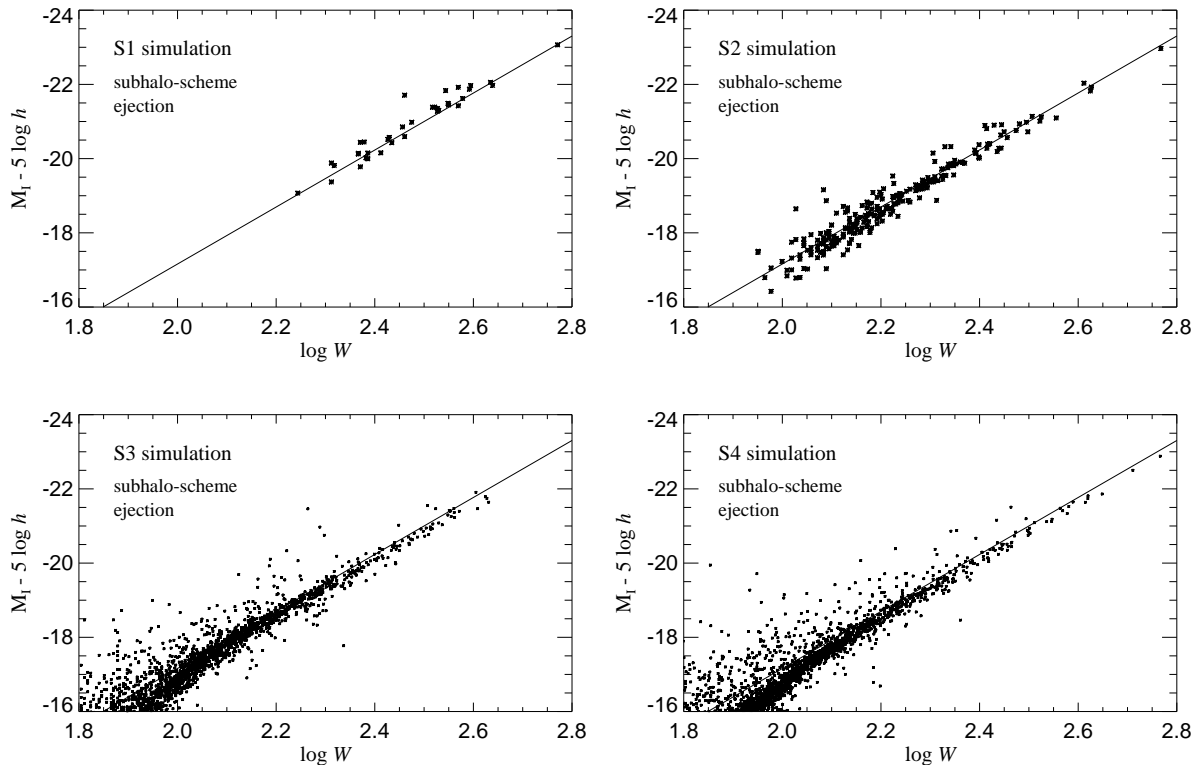 S1 simulation
subhalo-scheme
ejection
M_I - 5 log h
-24
-22
-20
-18
-16
1.8 2.0 2.2 2.4 2.6 2.8
log W
S2 simulation
subhalo-scheme
ejection
M_I - 5 log h
-24
-22
-20
-18
-16
1.8 2.0 2.2 2.4 2.6 2.8
log W
S3 simulation
subhalo-scheme
ejection
M_I - 5 log h
-24
-22
-20
-18
-16
1.8 2.0 2.2 2.4 2.6 2.8
log W
S4 simulation
subhalo-scheme
ejection
M_I - 5 log h
-24
-22
-20
-18
-16
1.8 2.0 2.2 2.4 2.6 2.8
log W